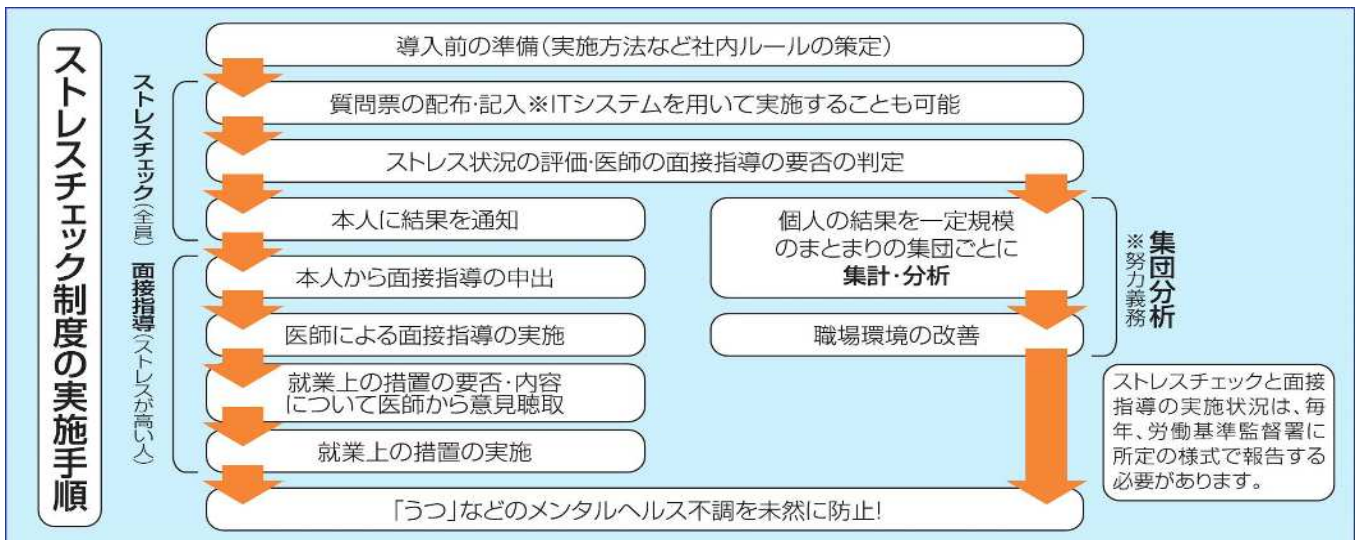 ストレスチェック制度の実施手順
導入前の準備(実施方法など社内ルールの策定)
ストレスチェック(全員)
質問票の配布・記入※ITシステムを用いて実施することも可能
ストレス状況の評価・医師の面接指導の要否の判定
本人に結果を通知
面接指導(ストレスが高い人)
本人から面接指導の申出
医師による面接指導の実施
就業上の措置の要否・内容
について医師から意見聴取
就業上の措置の実施
個人の結果を一定規模
のまとまりの集団ごとに
集計・分析
職場環境の改善
集団分析
※努力義務
ストレスチェックと面接
指導の実施状況は、毎
年、労働基準監督署に
所定の様式で報告する
必要があります。
「うつ」などのメンタルヘルス不調を未然に防止!